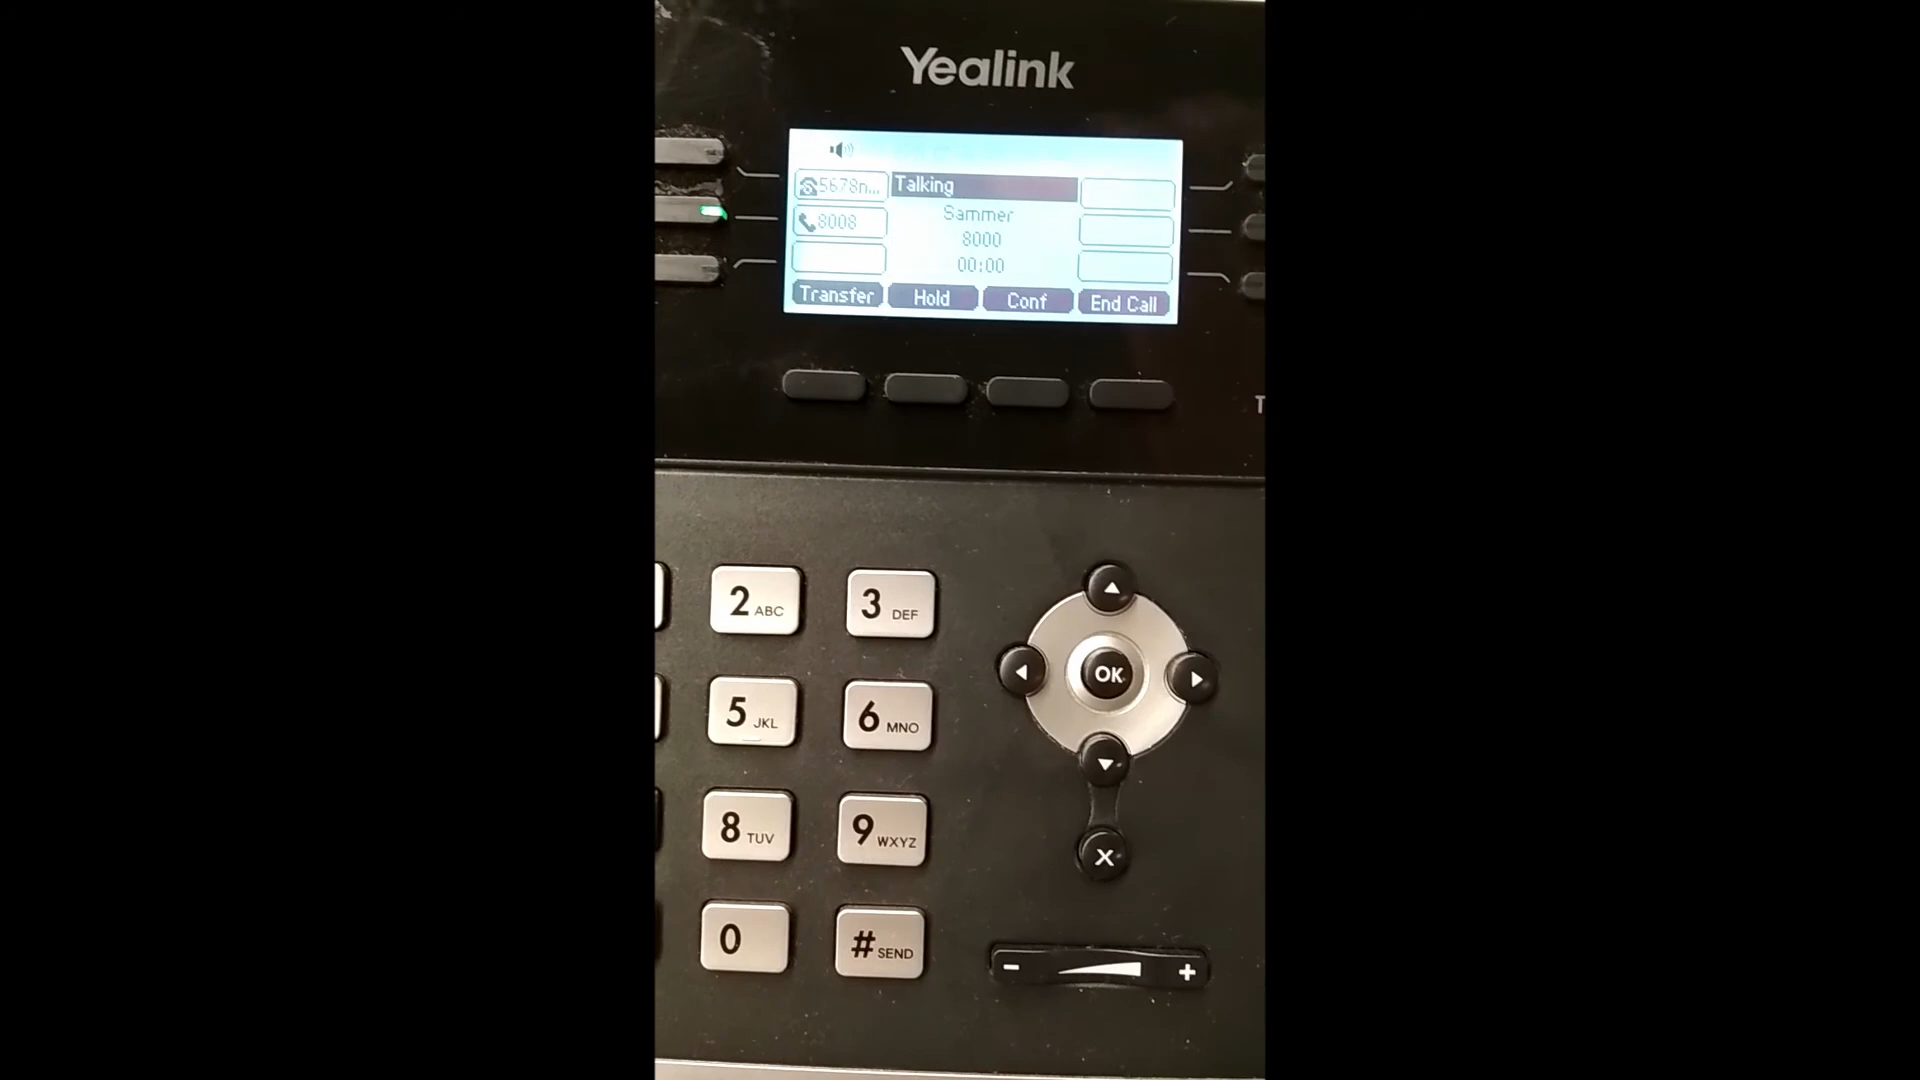 Yealink
5678n... Talking
Sammer
8008
8000
00:00
Transfer Hold Conf End Call
T
2 ABC 3 DEF
5 JKL 6 MNO
OK
8 TUV 9 WXYZ
X
0 # SEND
- +